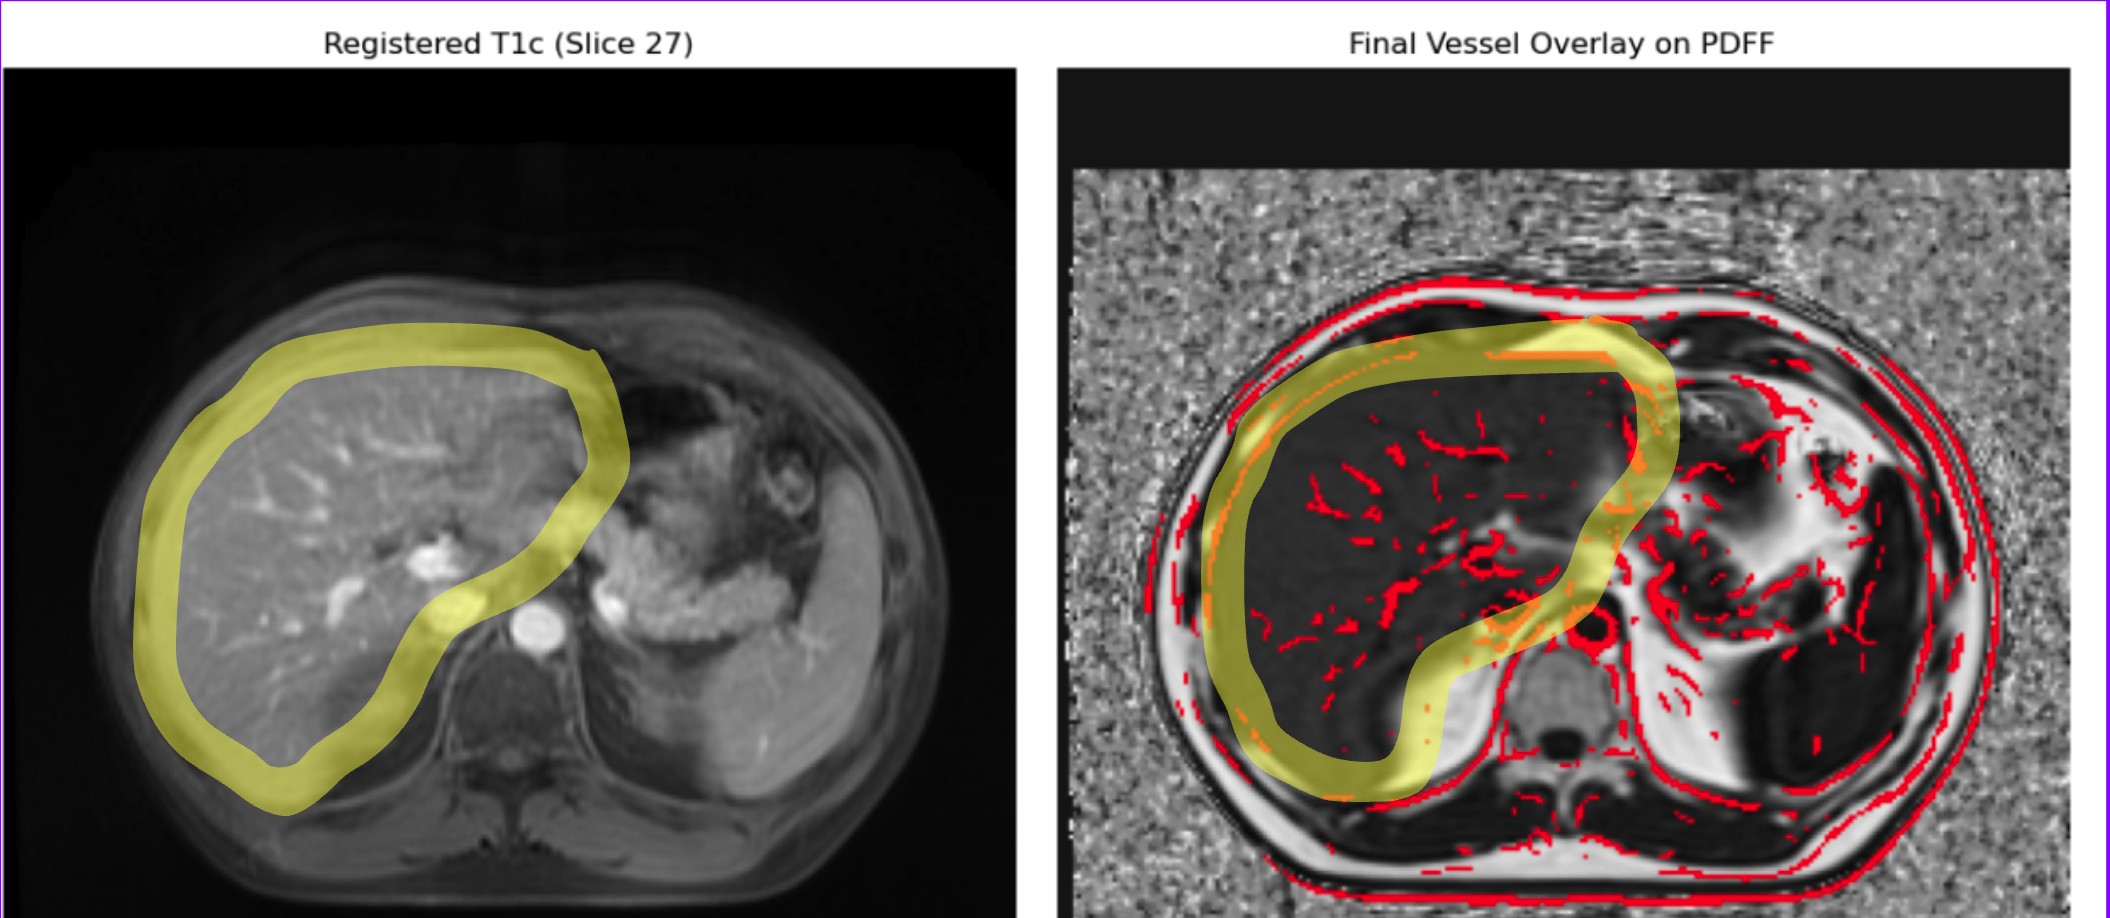 Registered T1c (Slice 27)
Final Vessel Overlay on PDFF